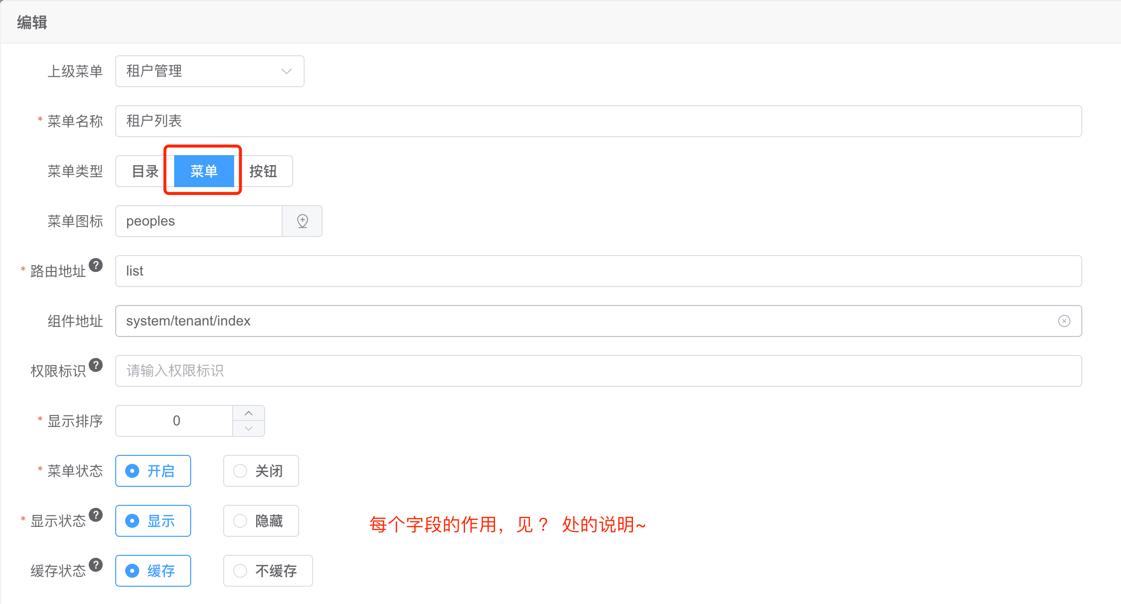 编辑
上级菜单 租户管理
* 菜单名称 租户列表
菜单类型 目录 菜单 按钮
菜单图标 peoples
* 路由地址 ? list
组件地址 system/tenant/index
权限标识 ? 请输入权限标识
* 显示排序 0
* 菜单状态 开启 关闭
* 显示状态 ? 显示 隐藏 每个字段的作用，见 ？ 处的说明~
缓存状态 ? 缓存 不缓存